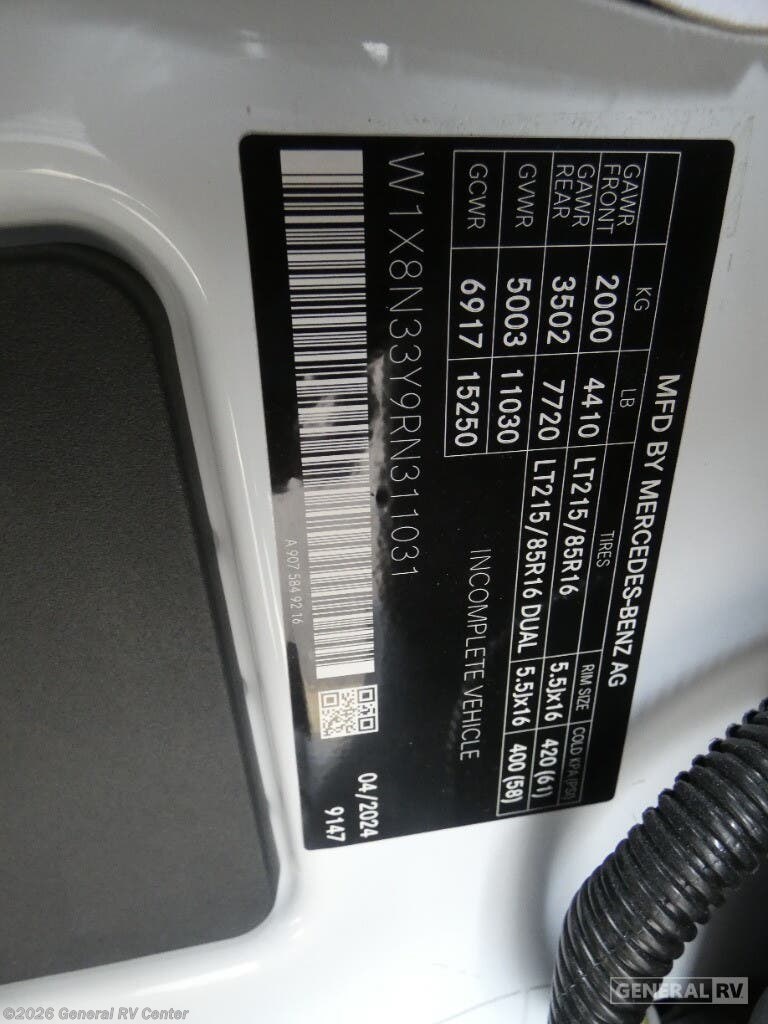 MFD BY MERCEDES-BENZ AG
KG LB TIRES RIM SIZE COLD KPA (PSI)
GAWR FRONT 2000 4410 LT215/85R16 5.5Jx16 420 (61)
GAWR REAR 3502 7720 LT215/85R16 DUAL 5.5Jx16 400 (58)
GVWR 5003 11030
GCWR 6917 15250 INCOMPLETE VEHICLE
W1X8N33Y9RN311031
04/2024
9147
A 907 584 92 16
©2026 General RV Center
GENERAL RV